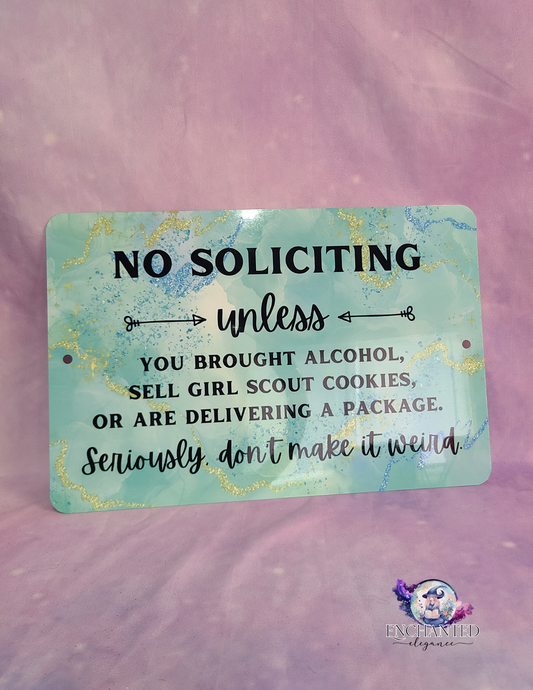 NO SOLICITING
unless
YOU BROUGHT ALCOHOL,
SELL GIRL SCOUT COOKIES,
OR ARE DELIVERING A PACKAGE.
Seriously. don't make it weird.
ENCHANTED
elegance